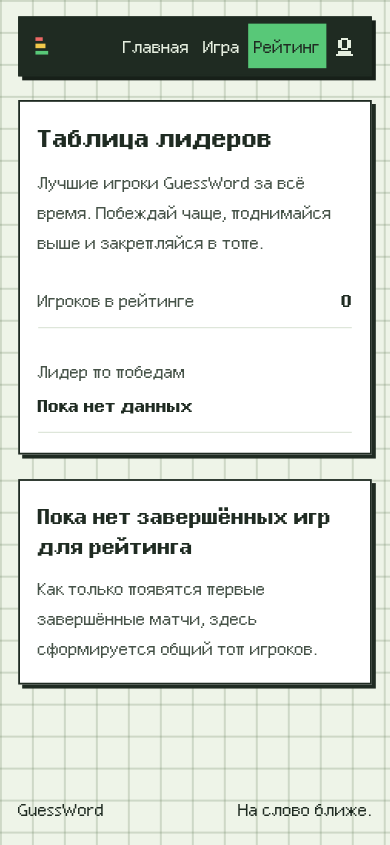 Главная Игра Рейтинг
Таблица лидеров
Лучшие игроки GuessWord за всё
время. Побеждай чаще, поднимайся
выше и закрепляйся в топе.
Игроков в рейтинге 0
Лидер по победам
Пока нет данных
Пока нет завершённых игр
для рейтинга
Как только появятся первые
завершённые матчи, здесь
сформируется общий топ игроков.
GuessWord На слово ближе.